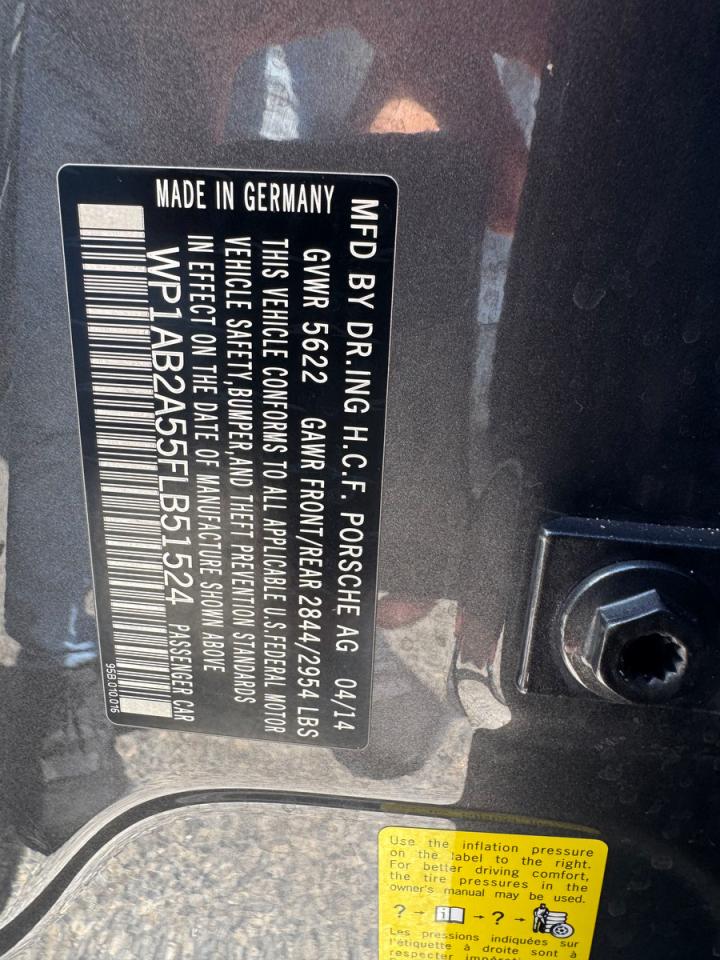 MFD BY DR.ING H.C.F. PORSCHE AG 04/14
GVWR 5622 GAWR FRONT/REAR 2844/2954 LBS
THIS VEHICLE CONFORMS TO ALL APPLICABLE U.S.FEDERAL MOTOR
VEHICLE SAFETY,BUMPER,AND THEFT PREVENTION STANDARDS
IN EFFECT ON THE DATE OF MANUFACTURE SHOWN ABOVE
WP1AB2A55FLB51524 PASSENGER CAR
MADE IN GERMANY
95B.010.016
Use the inflation pressure
on the label to the right.
For better driving comfort,
the tire pressures in the
owner's manual may be used.
? → i → ? →
Les pressions indiquées sur
l'étiquette à droite sont à
respecter